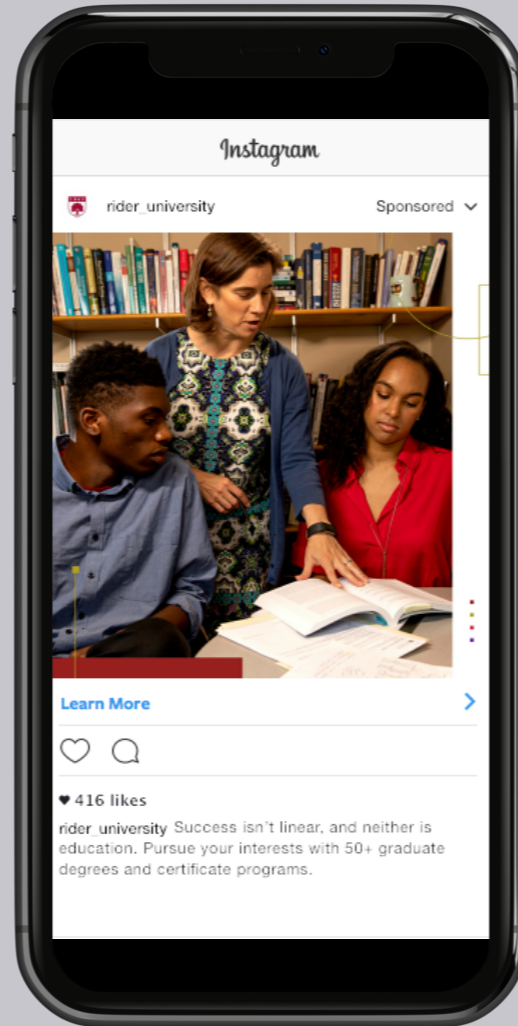 Instagram
rider_university
Sponsored
Learn More
416 likes
rider_university Success isn't linear, and neither is
education. Pursue your interests with 50+ graduate
degrees and certificate programs.